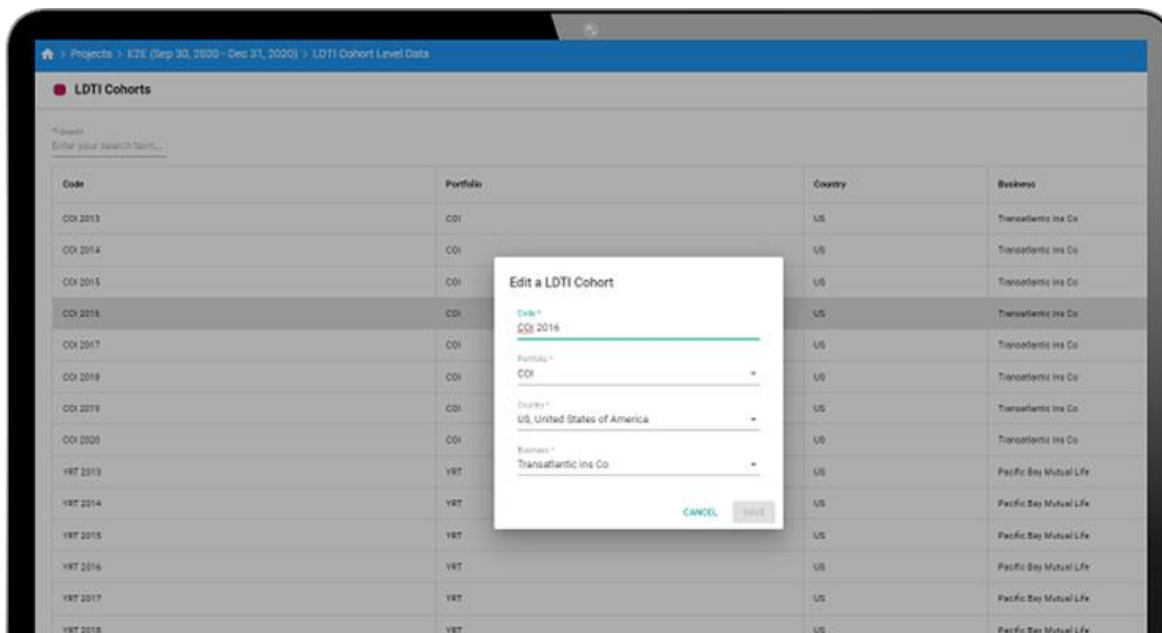 > Projects > E2E (Sep 30, 2020 - Dec 31, 2020) > LDTI Cohort Level Data
LDTI Cohorts
Search
Enter your search term...
Code Portfolio Country Business
COI 2013 COI US Transatlantic Ins Co
COI 2014 COI US Transatlantic Ins Co
COI 2015 COI US Transatlantic Ins Co
COI 2016 COI US Transatlantic Ins Co
COI 2017 COI US Transatlantic Ins Co
COI 2018 COI US Transatlantic Ins Co
COI 2019 COI US Transatlantic Ins Co
COI 2020 COI US Transatlantic Ins Co
YRT 2013 YRT US Pacific Bay Mutual Life
YRT 2014 YRT US Pacific Bay Mutual Life
YRT 2015 YRT US Pacific Bay Mutual Life
YRT 2016 YRT US Pacific Bay Mutual Life
YRT 2017 YRT US Pacific Bay Mutual Life
YRT 2018 YRT US Pacific Bay Mutual Life
Edit a LDTI Cohort
Code *
COI 2016
Portfolio *
COI
Country *
US, United States of America
Business *
Transatlantic Ins Co
CANCEL SAVE